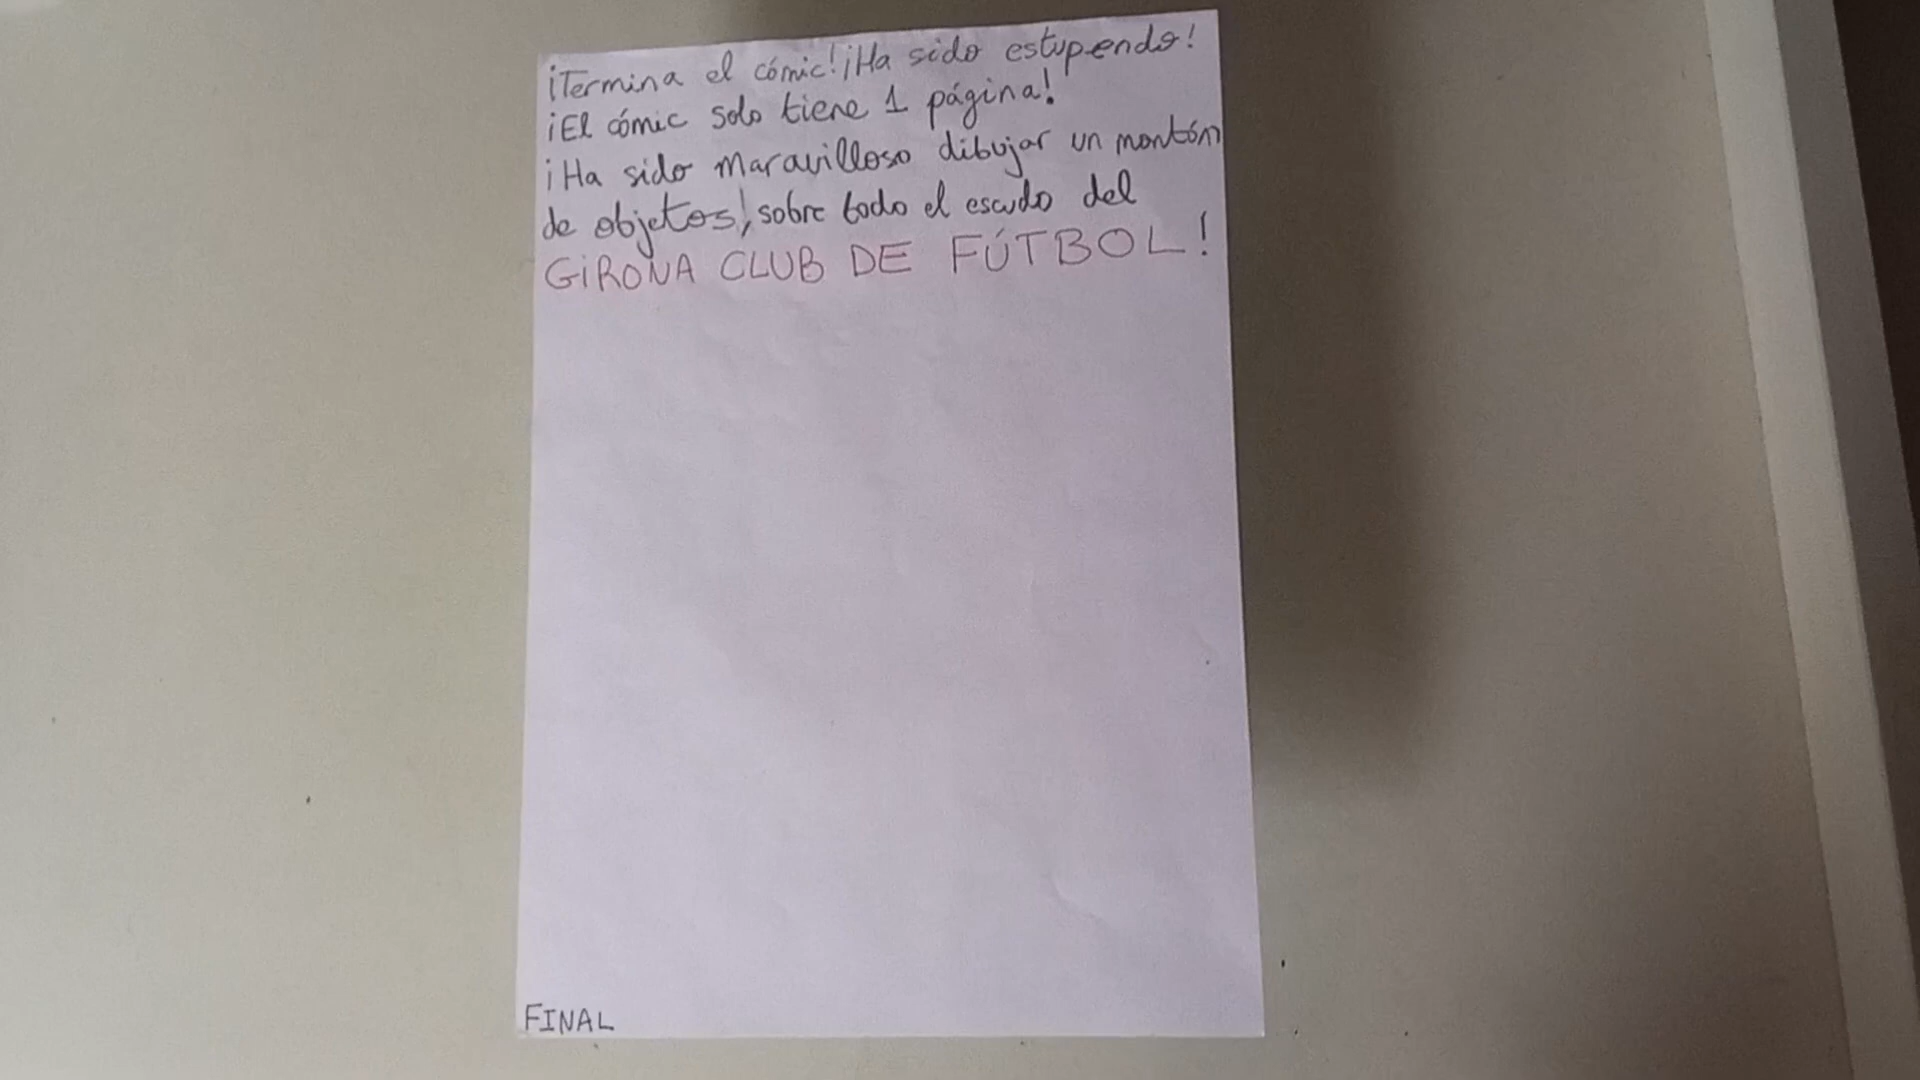 ¡Termina el cómic! ¡Ha sido estupendo!
¡El cómic solo tiene 1 página!
¡Ha sido maravilloso dibujar un montón
de objetos!, sobre todo el escudo del
GIRONA CLUB DE FÚTBOL!
FINAL